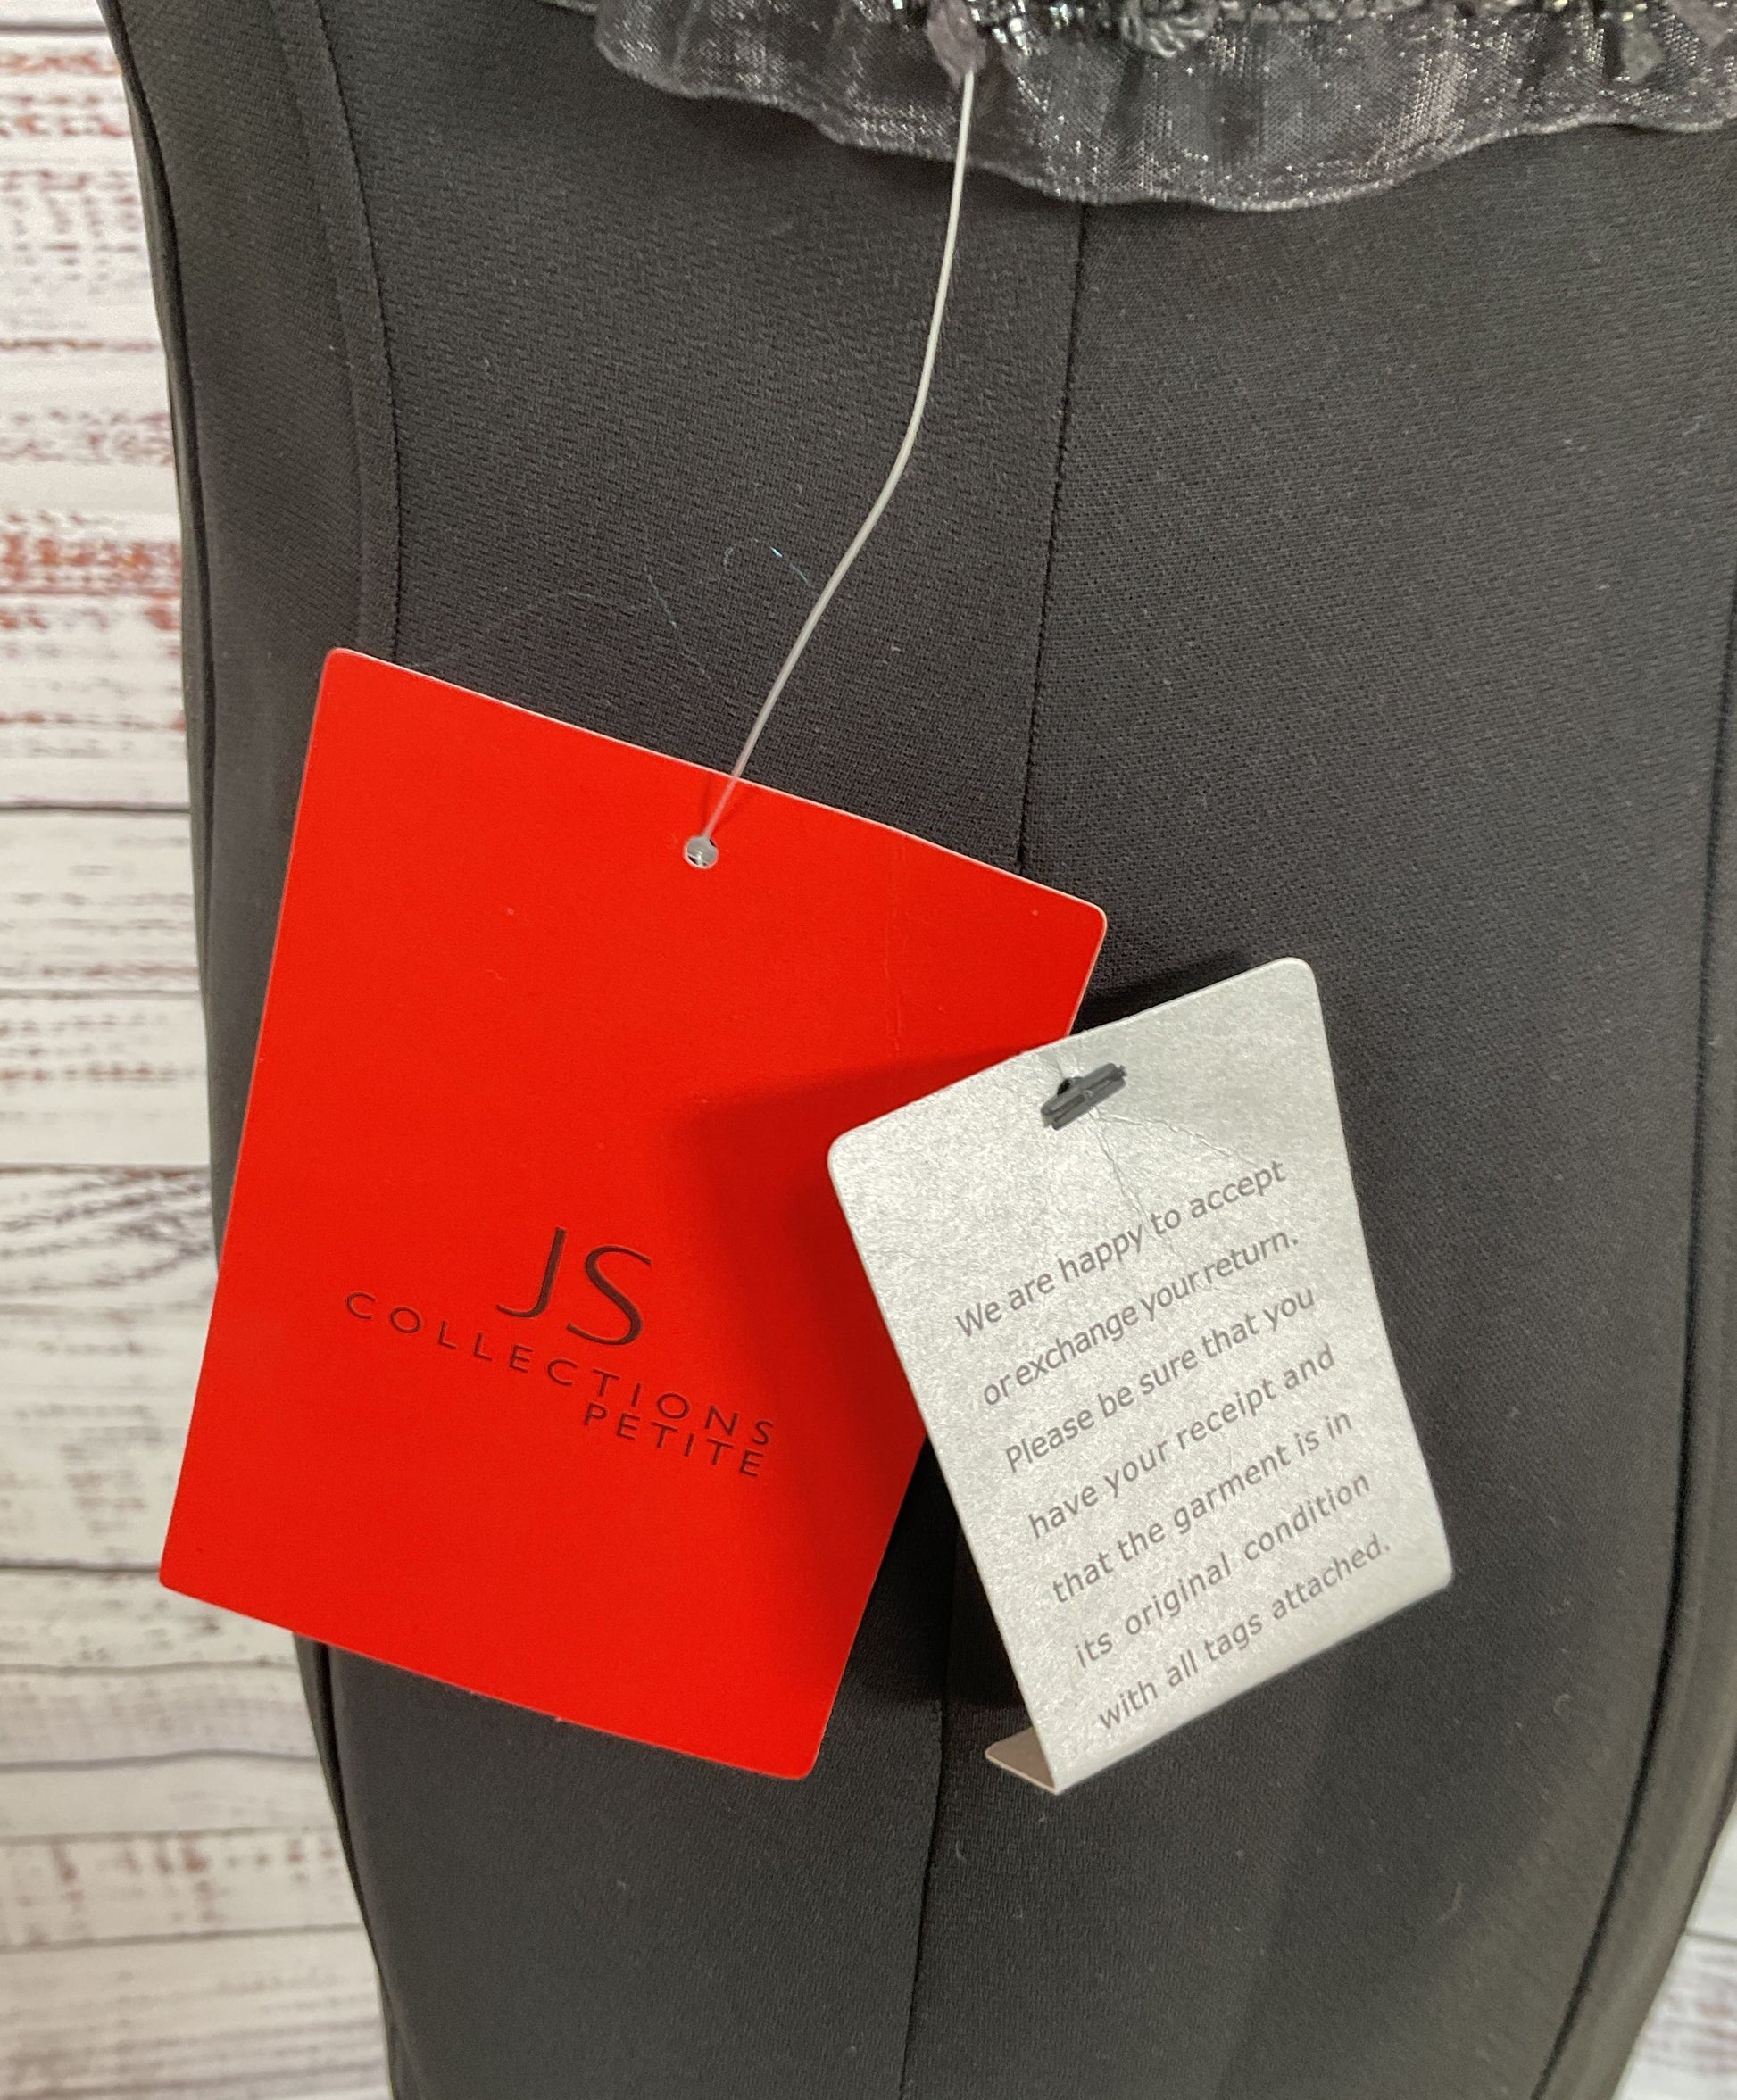 JS
COLLECTIONS
PETITE
We are happy to accept
or exchange your return.
Please be sure that you
have your receipt and
that the garment is in
its original condition
with all tags attached.